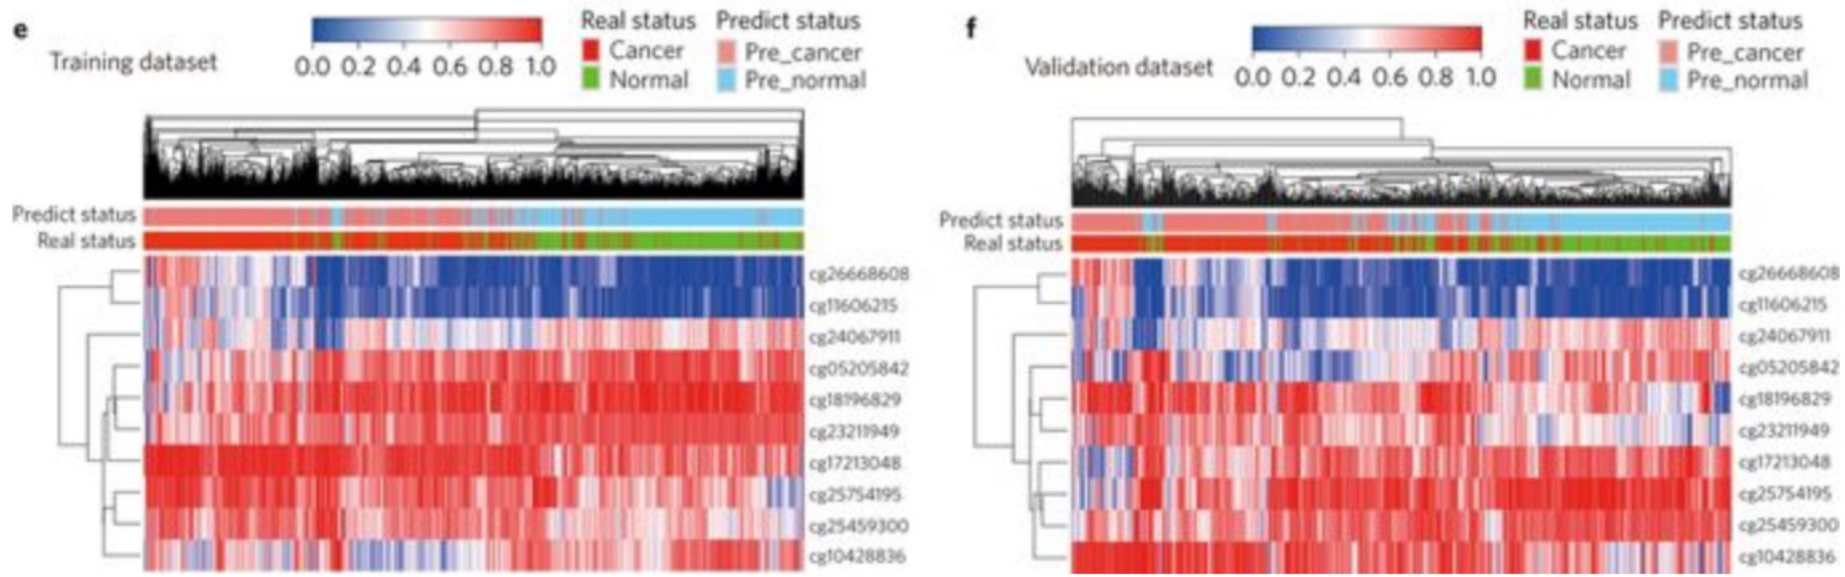 e
Training dataset
0.0 0.2 0.4 0.6 0.8 1.0
Real status
Cancer
Normal
Predict status
Pre_cancer
Pre_normal
Predict status
Real status
cg26668608
cg11606215
cg24067911
cg05205842
cg18196829
cg23211949
cg17213048
cg25754195
cg25459300
cg10428836
f
Validation dataset
0.0 0.2 0.4 0.6 0.8 1.0
Real status
Cancer
Normal
Predict status
Pre_cancer
Pre_normal
Predict status
Real status
cg26668608
cg11606215
cg24067911
cg05205842
cg18196829
cg23211949
cg17213048
cg25754195
cg25459300
cg10428836